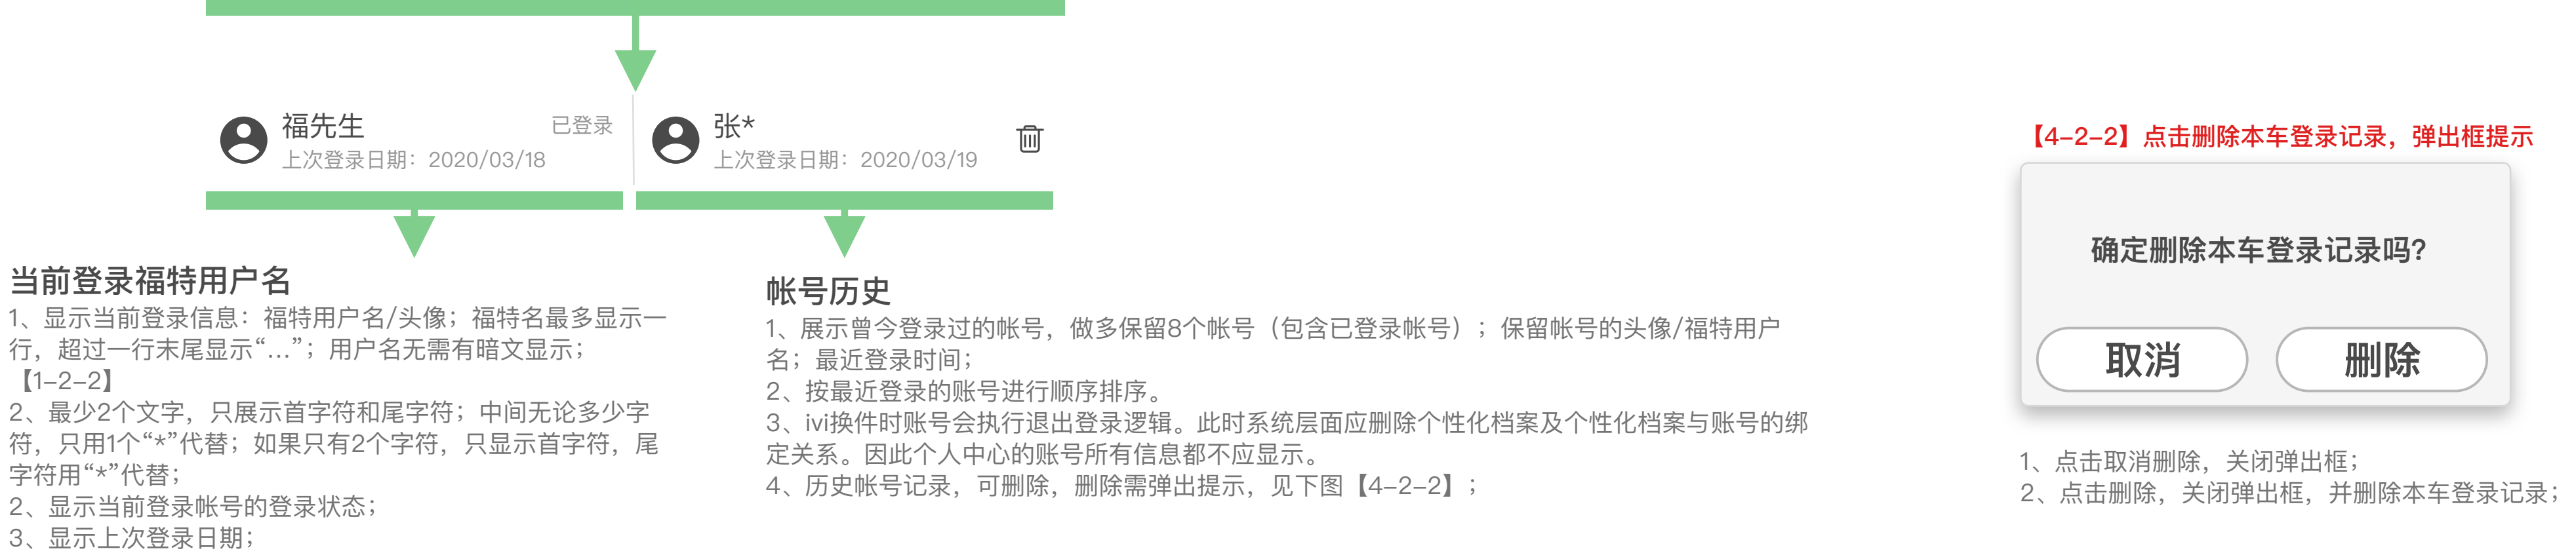 福先生
已登录
上次登录日期：2020/03/18
张*
上次登录日期：2020/03/19
当前登录福特用户名
1、显示当前登录信息：福特用户名/头像；福特名最多显示一
行，超过一行末尾显示“...”；用户名无需有暗文显示；
【1-2-2】
2、最少2个文字，只展示首字符和尾字符；中间无论多少字
符，只用1个“*”代替；如果只有2个字符，只显示首字符，尾
字符用“*”代替；
2、显示当前登录帐号的登录状态；
3、显示上次登录日期；
帐号历史
1、展示曾今登录过的帐号，做多保留8个帐号（包含已登录帐号）；保留帐号的头像/福特用户
名；最近登录时间；
2、按最近登录的账号进行顺序排序。
3、ivi换件时账号会执行退出登录逻辑。此时系统层面应删除个性化档案及个性化档案与账号的绑
定关系。因此个人中心的账号所有信息都不应显示。
4、历史帐号记录，可删除，删除需弹出提示，见下图【4-2-2】；
【4-2-2】点击删除本车登录记录，弹出框提示
确定删除本车登录记录吗?
取消
删除
1、点击取消删除，关闭弹出框；
2、点击删除，关闭弹出框，并删除本车登录记录；